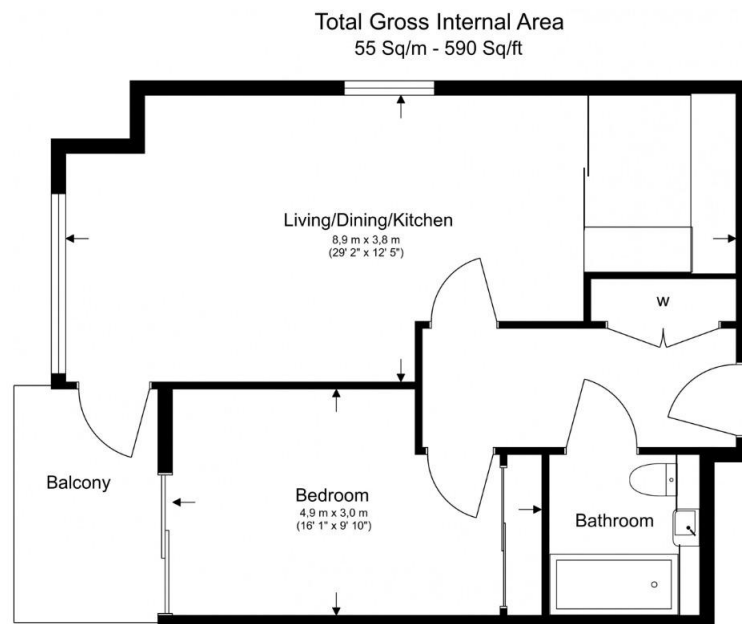 Total Gross Internal Area
55 Sq/m - 590 Sq/ft
Living/Dining/Kitchen
8,9 m x 3,8 m
(29' 2" x 12' 5")
W
Balcony
Bedroom
4,9 m x 3,0 m
(16' 1" x 9' 10")
Bathroom